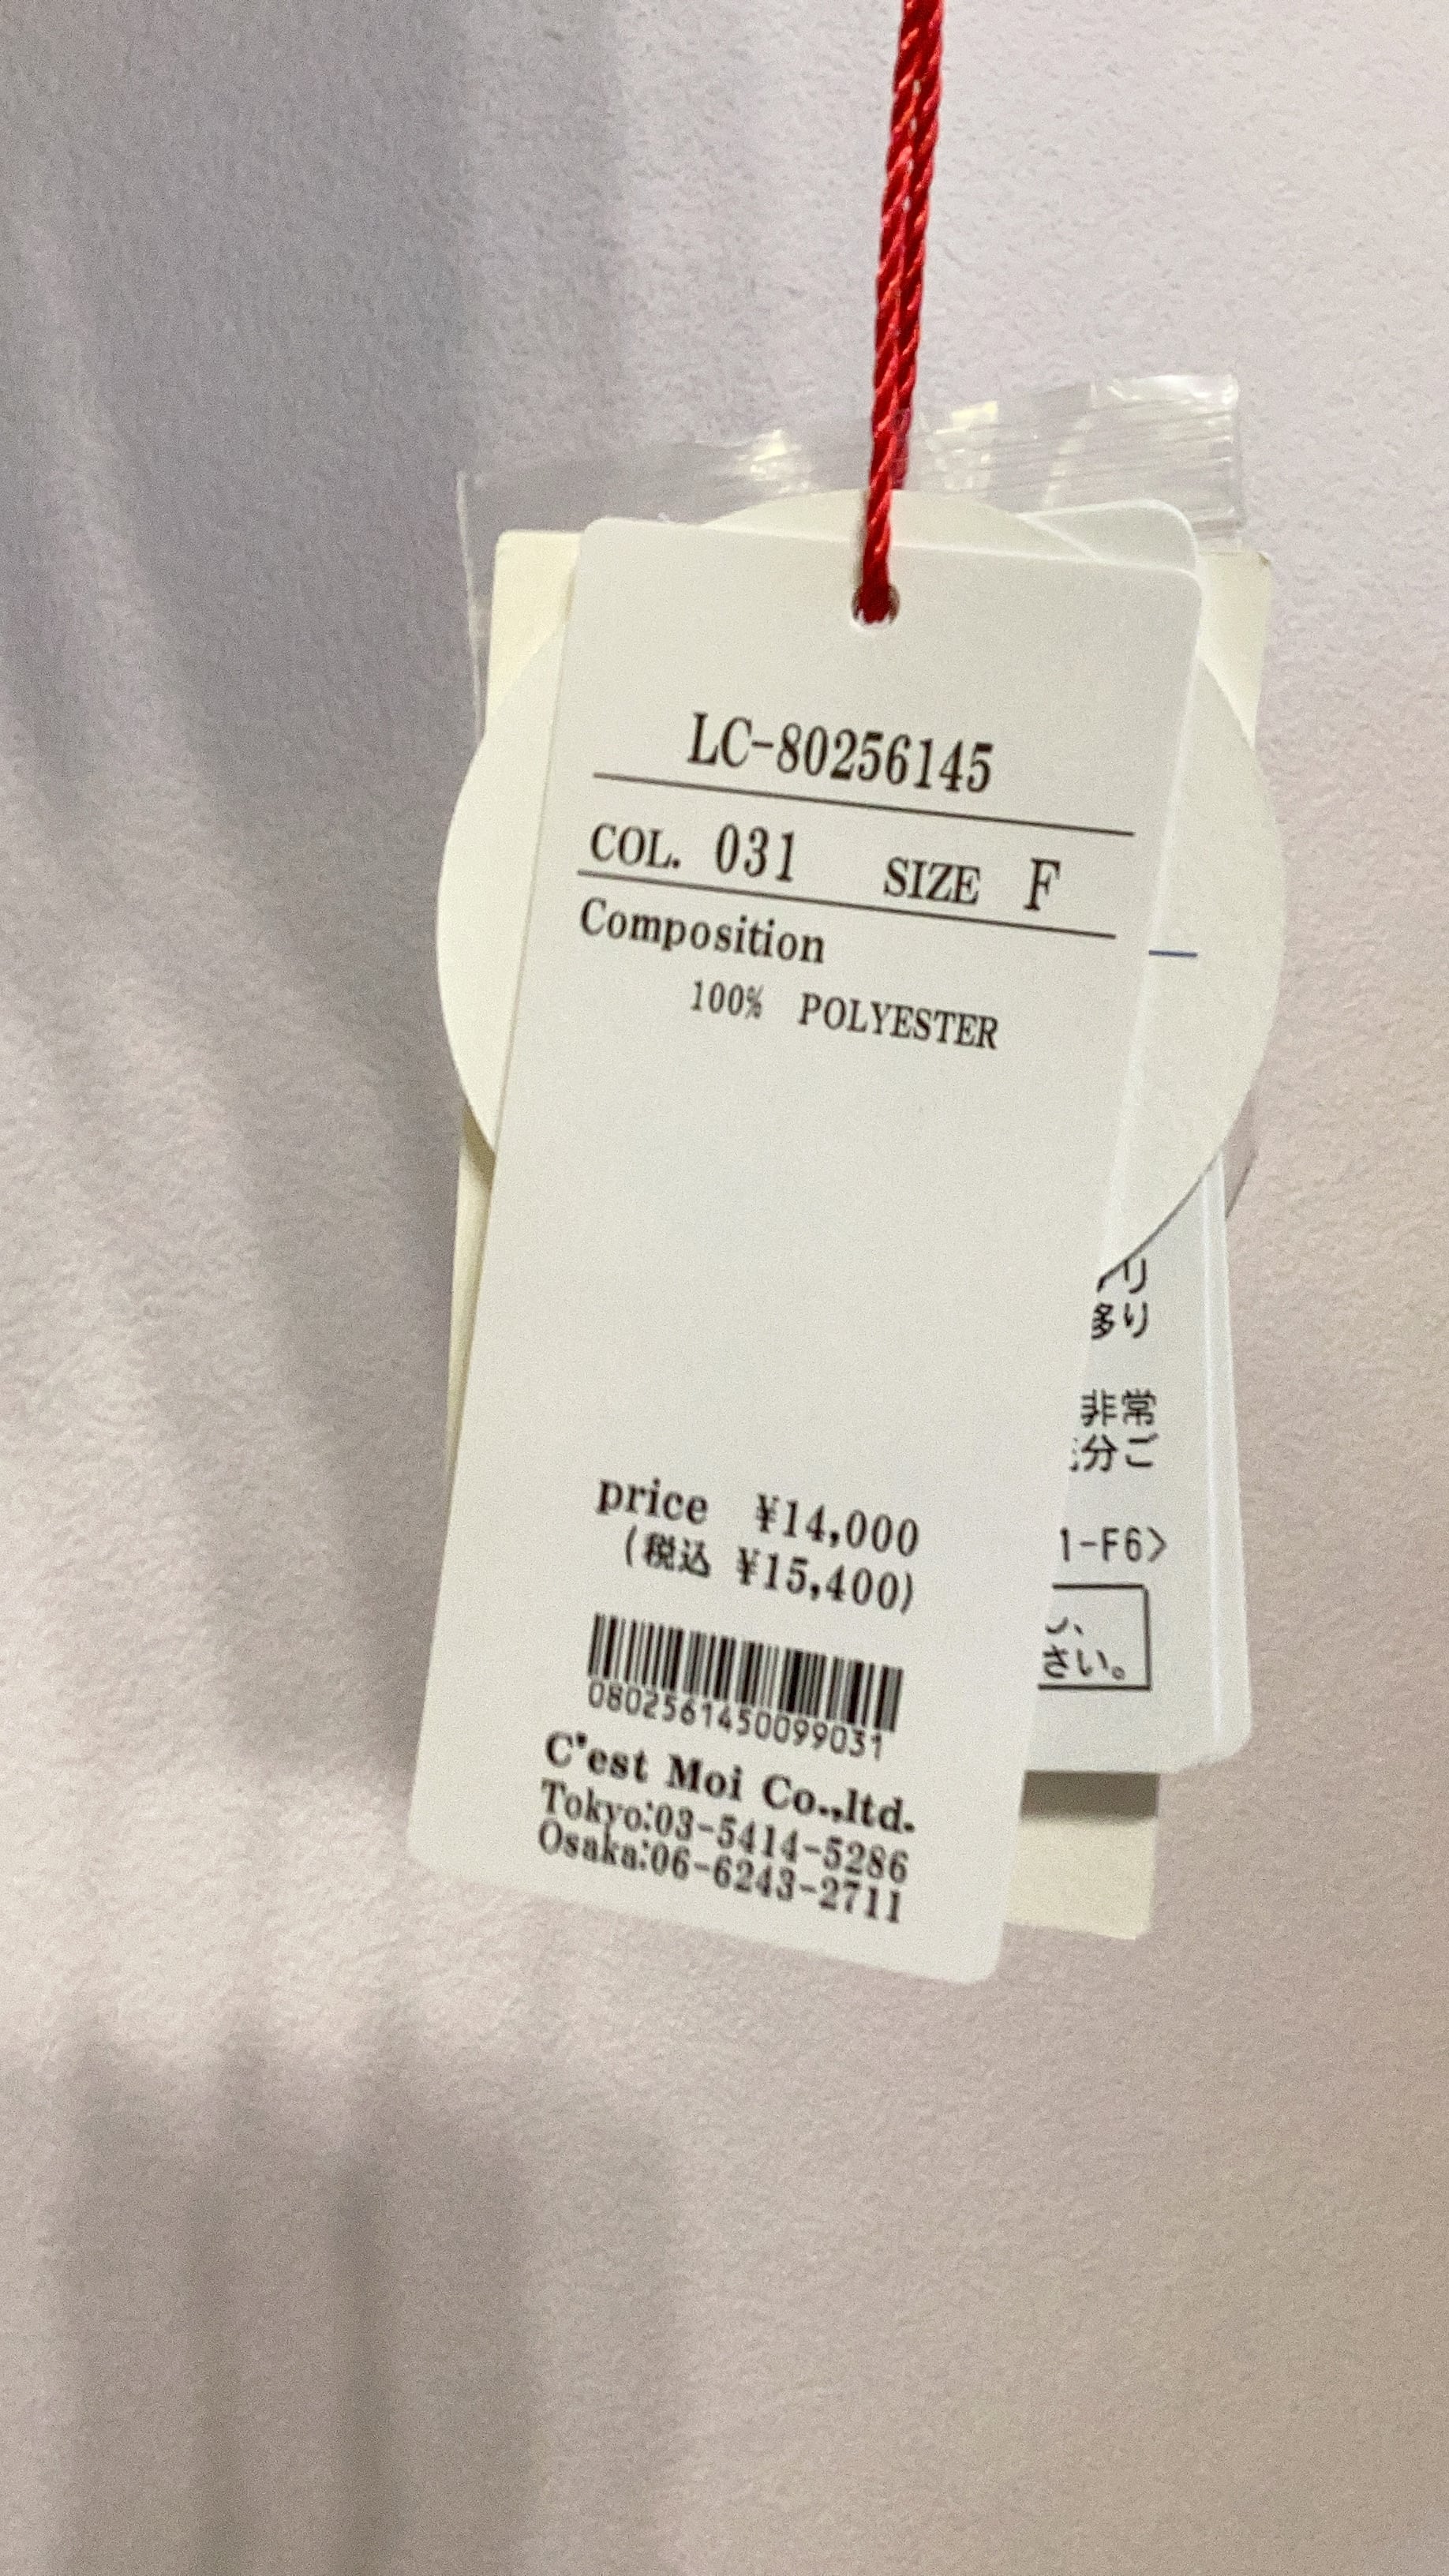 LC-80256145
COL. 031 SIZE F
Composition
100% POLYESTER
price ¥14,000
(税込 ¥15,400)
0802561450099031
C'est Moi Co.,ltd.
Tokyo:03-5414-5286
Osaka:06-6243-2711
り
り
非常
分ご
1-F6>
さい。